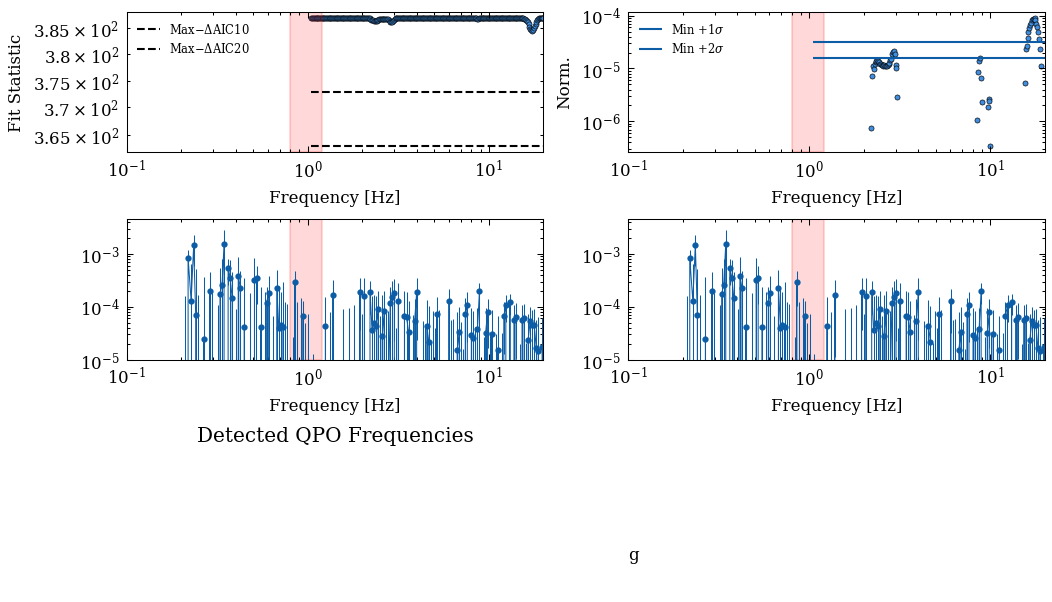 3.85 × 10²
3.8 × 10²
3.75 × 10²
3.7 × 10²
3.65 × 10²
Fit Statistic
Max−ΔAIC10
Max−ΔAIC20
10⁻¹ 10⁰ 10¹
Frequency [Hz]
10⁻⁴
10⁻⁵
10⁻⁶
Norm.
Min +1σ
Min +2σ
10⁻¹ 10⁰ 10¹
Frequency [Hz]
10⁻³
10⁻⁴
10⁻⁵
10⁻¹ 10⁰ 10¹
Frequency [Hz]
10⁻³
10⁻⁴
10⁻⁵
10⁻¹ 10⁰ 10¹
Frequency [Hz]
Detected QPO Frequencies
g